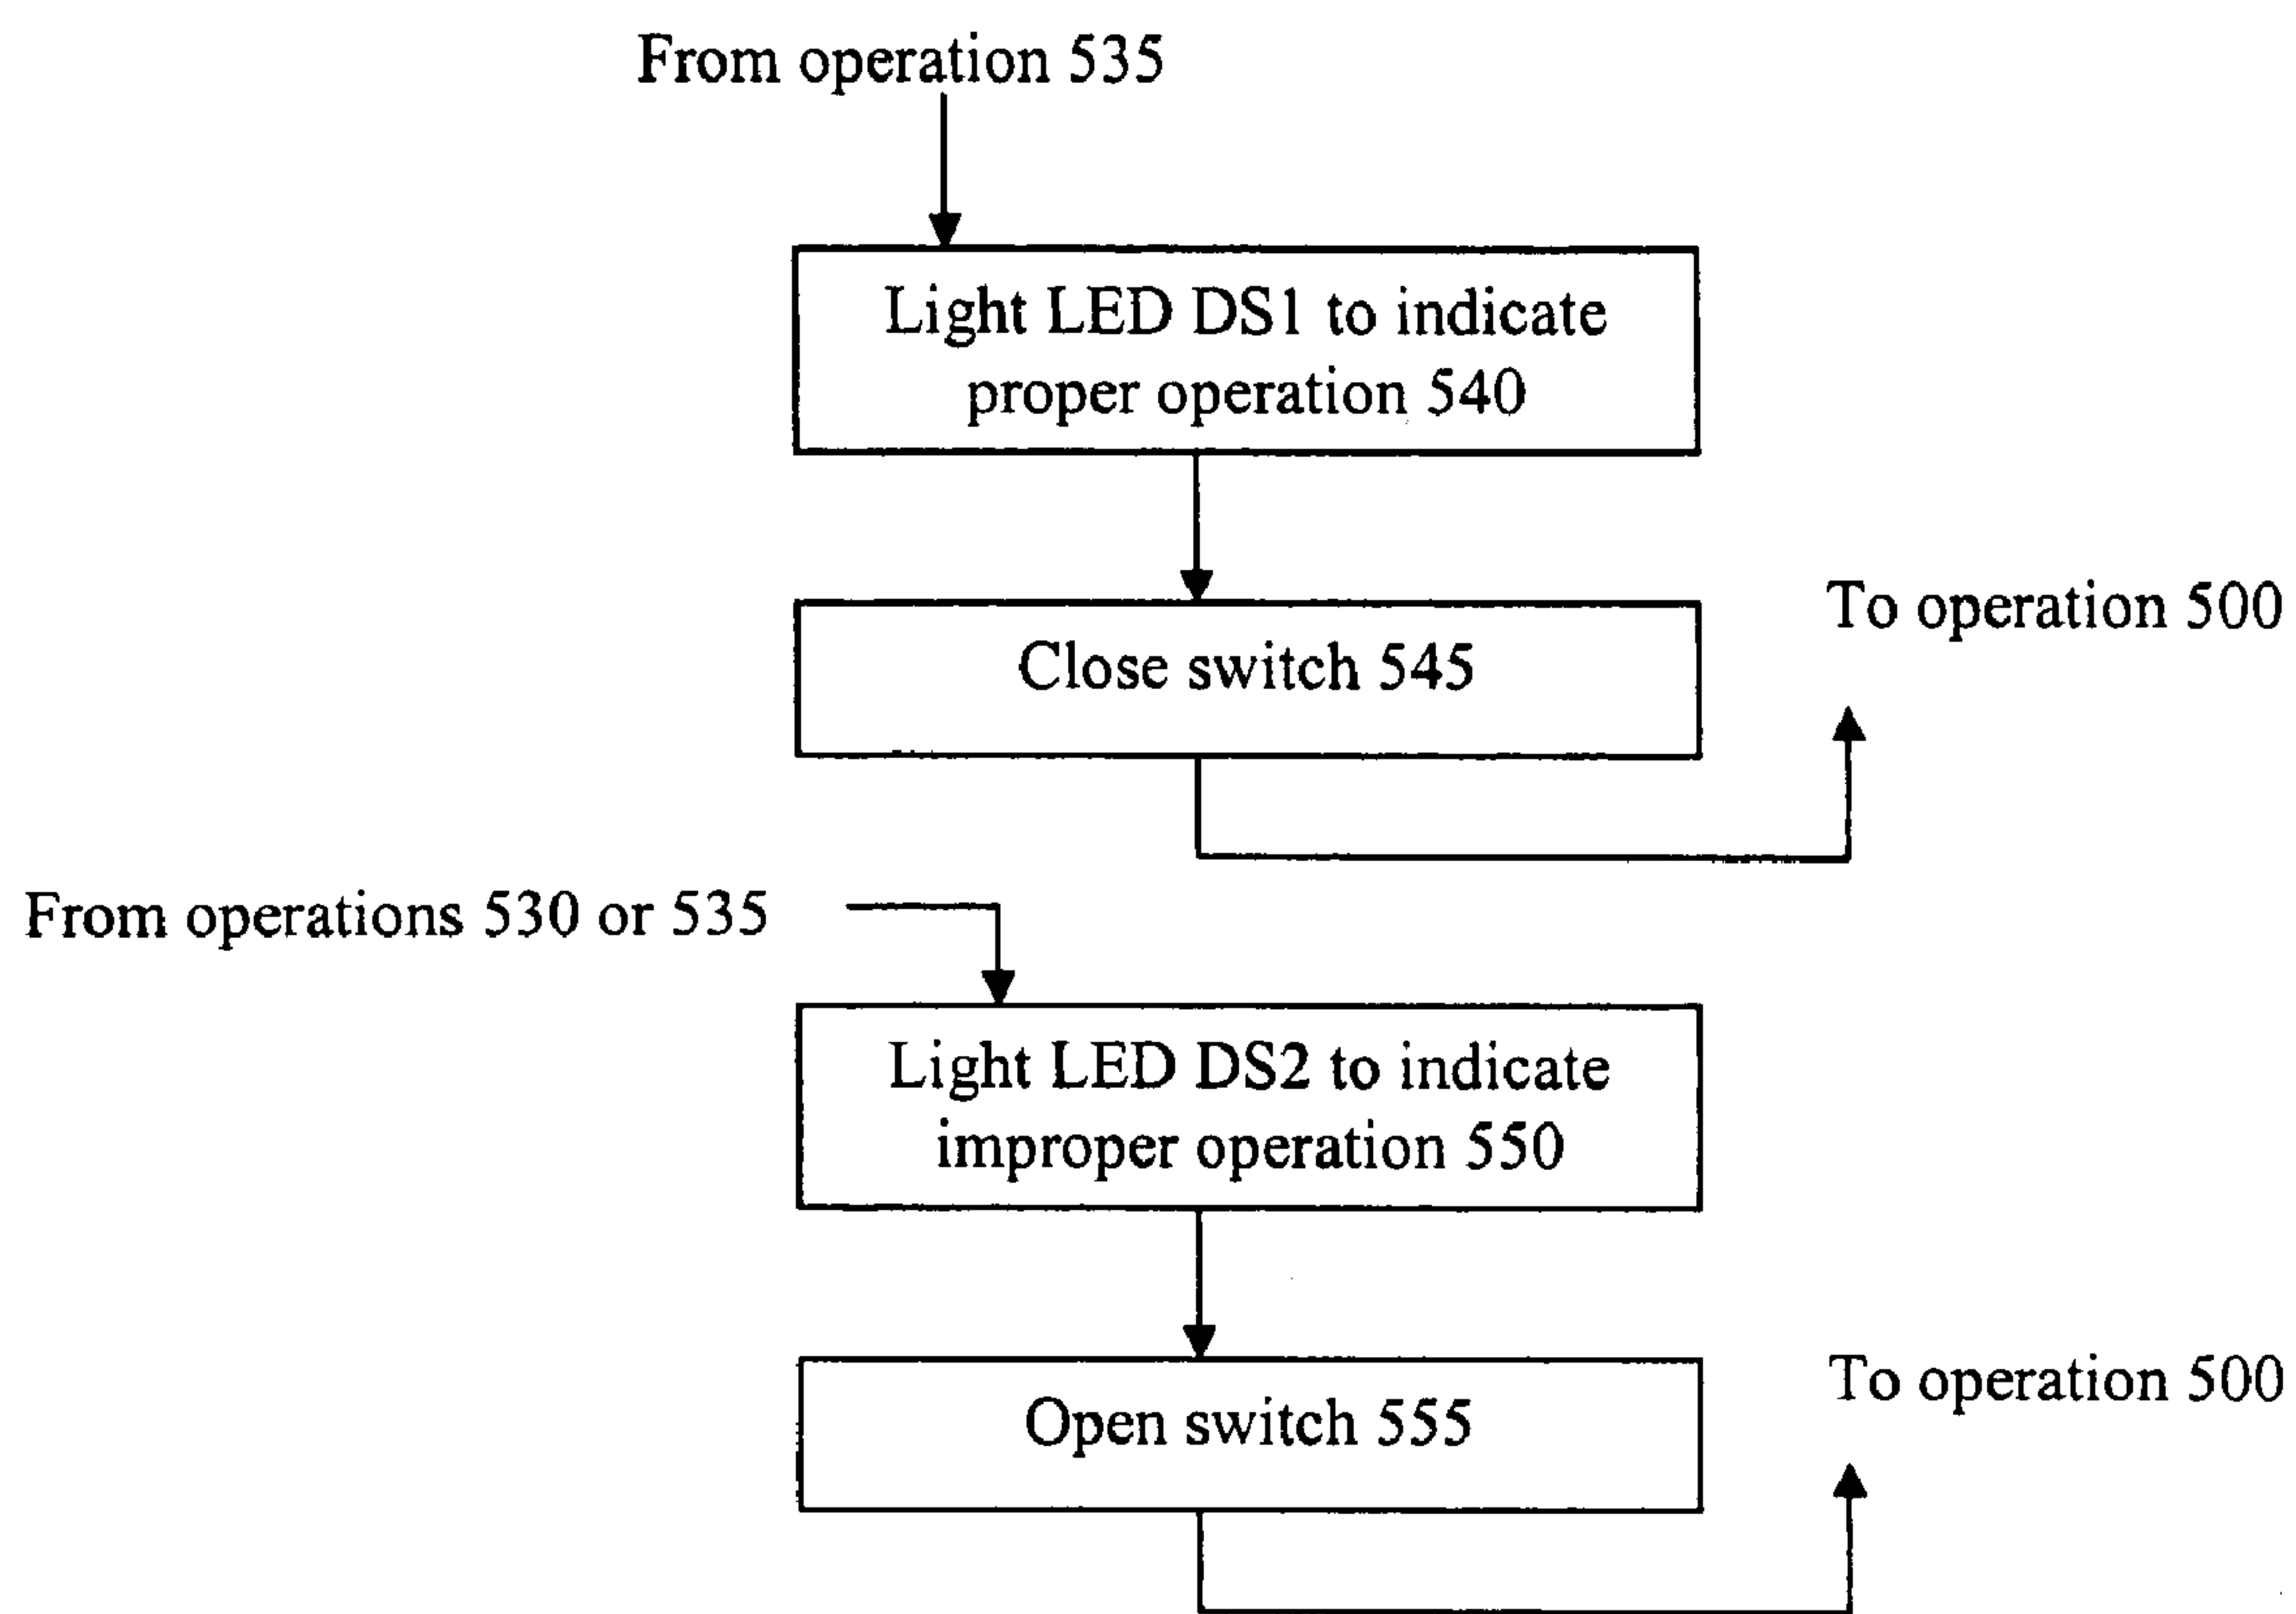 From operation 535
Light LED DS1 to indicate
proper operation 540
To operation 500
Close switch 545
From operations 530 or 535
Light LED DS2 to indicate
improper operation 550
To operation 500
Open switch 555